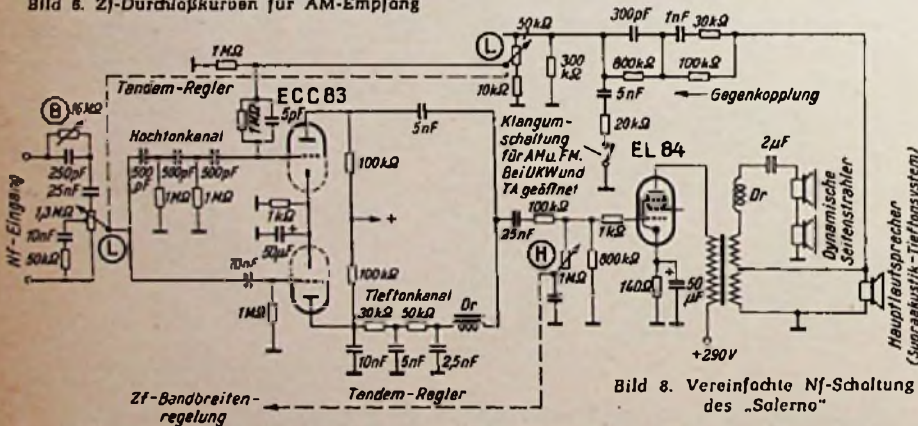 Bild 6. Zf-Durchlaßkurven für AM-Empfang
1MΩ
Tandem-Regler
L
50kΩ
10kΩ
300
kΩ
300pF
1nF
30kΩ
800kΩ
100kΩ
5nF
Gegenkopplung
20kΩ
Klangum-
schaltung
für AM u. FM.
Bei UKW und
TA geöffnet
ECC 83
1MΩ
5pF
5nF
B
16MΩ
Hochtonkanal
500
pF
500pF
500pF
1MΩ
1MΩ
250pF
25nF
1,3MΩ
10nF
50kΩ
L
Nf-Eingang
100kΩ
1kΩ
50µF
+
+
100kΩ
10nF
1MΩ
Tieftonkanal
30kΩ
50kΩ
Dr
10nF
5nF
2,5nF
25nF
100kΩ
H
1MΩ
1kΩ
800kΩ
EL 84
140Ω
+
50
µF
+290V
2µF
Dr
Dynamische
Seitenstrahler
Hauptlautsprecher
(Supraakustik-Tieftonsystem)
Zf-Bandbreiten-
regelung
Tandem-Regler
Bild 8. Vereinfachte Nf-Schaltung
des „Salerno"